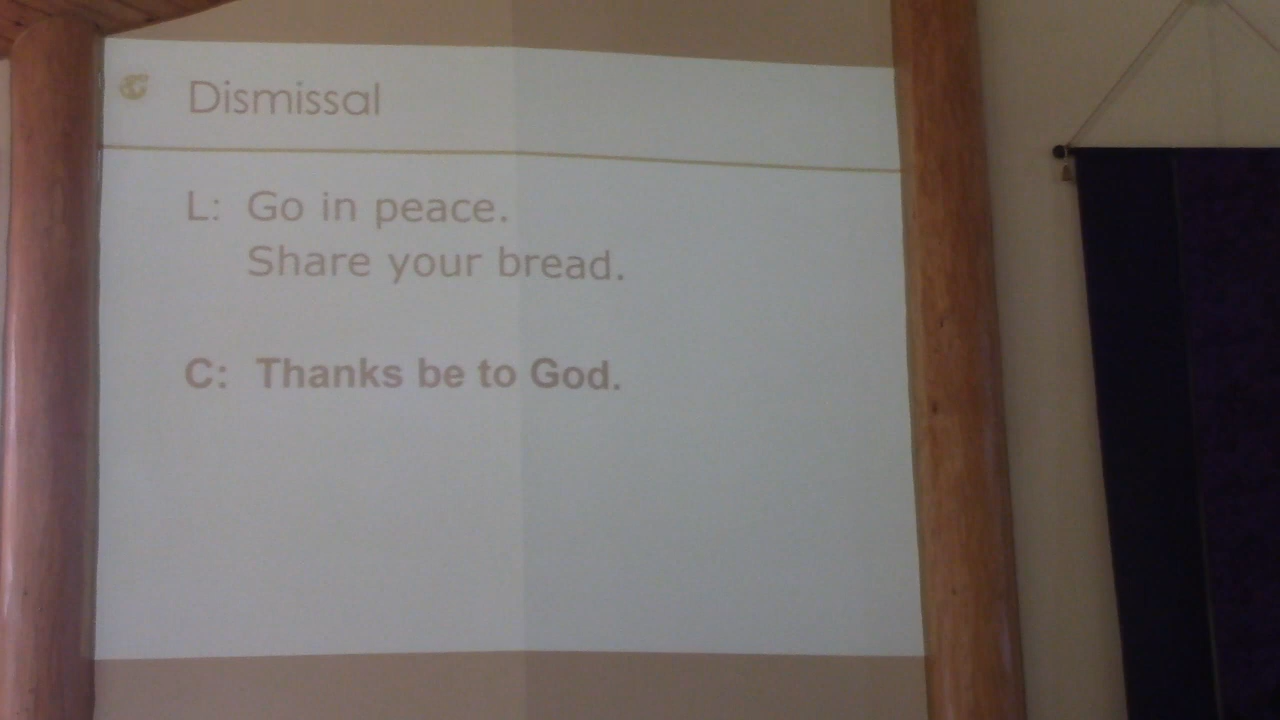 Dismissal
L: Go in peace.
Share your bread.
C: Thanks be to God.